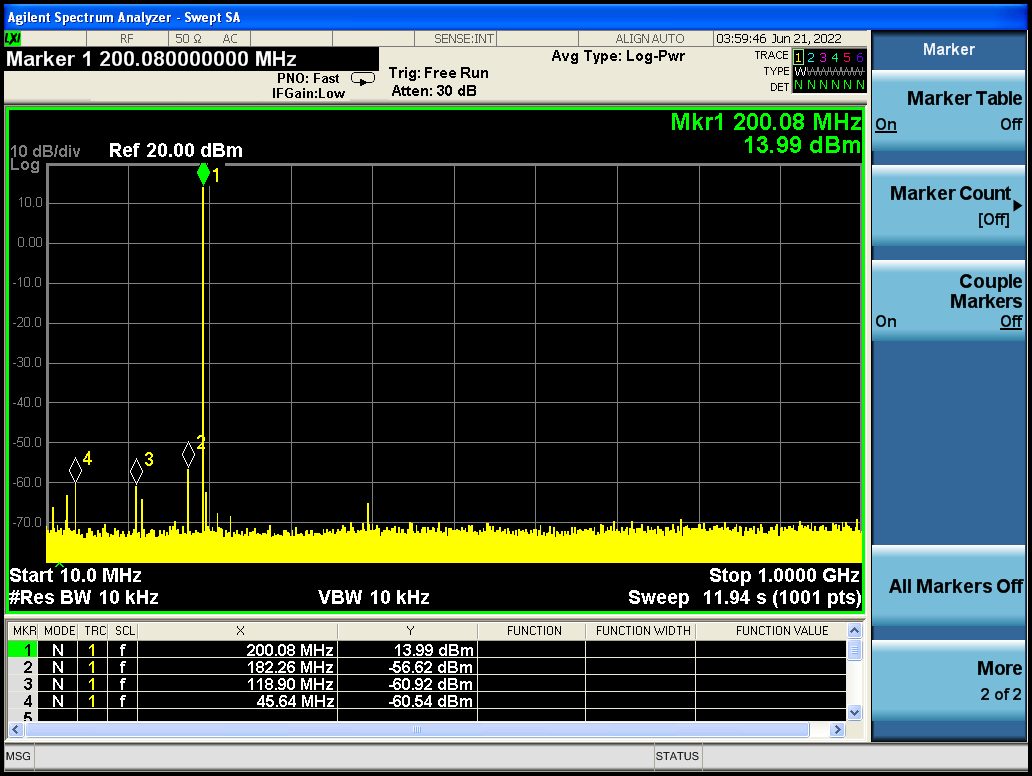 Agilent Spectrum Analyzer - Swept SA
LXI RF 50 Ω AC SENSE:INT ALIGN AUTO 03:59:46 Jun 21, 2022
Marker 1 200.080000000 MHz
PNO: Fast
IFGain:Low
Trig: Free Run
Atten: 30 dB
Avg Type: Log-Pwr
TRACE 1 2 3 4 5 6
TYPE W
DET N N N N N N
Mkr1 200.08 MHz
13.99 dBm
10 dB/div
Log
Ref 20.00 dBm
1
10.0
0.00
-10.0
-20.0
-30.0
-40.0
-50.0
-60.0
-70.0
2
3
4
Start 10.0 MHz Stop 1.0000 GHz
#Res BW 10 kHz VBW 10 kHz Sweep 11.94 s (1001 pts)
MKR MODE TRC SCL X Y FUNCTION FUNCTION WIDTH FUNCTION VALUE
1 N 1 f 200.08 MHz 13.99 dBm
2 N 1 f 182.26 MHz -56.62 dBm
3 N 1 f 118.90 MHz -60.92 dBm
4 N 1 f 45.64 MHz -60.54 dBm
5
MSG STATUS
Marker
Marker Table
On Off
Marker Count
[Off]
Couple
Markers
On Off
All Markers Off
More
2 of 2